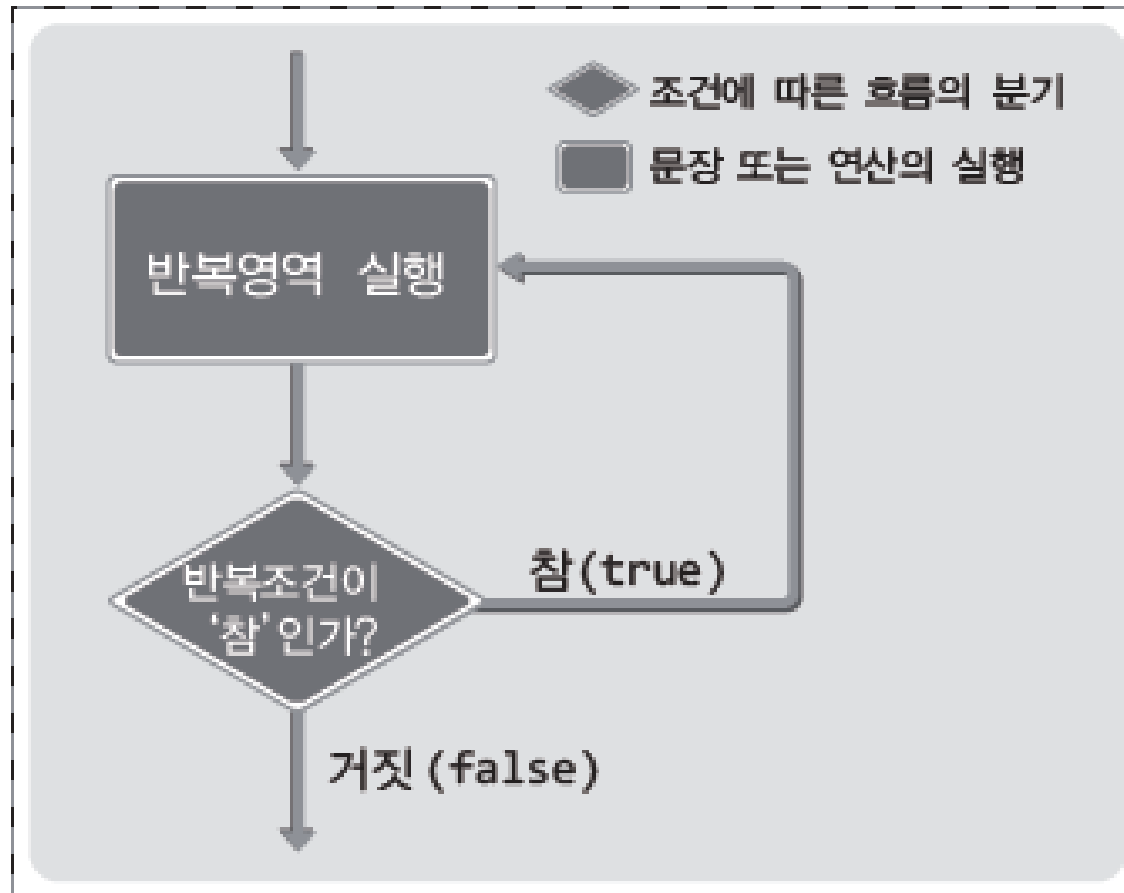 조건에 따른 흐름의 분기
문장 또는 연산의 실행
반복영역 실행
반복조건이
'참'인가?
참(true)
거짓(false)